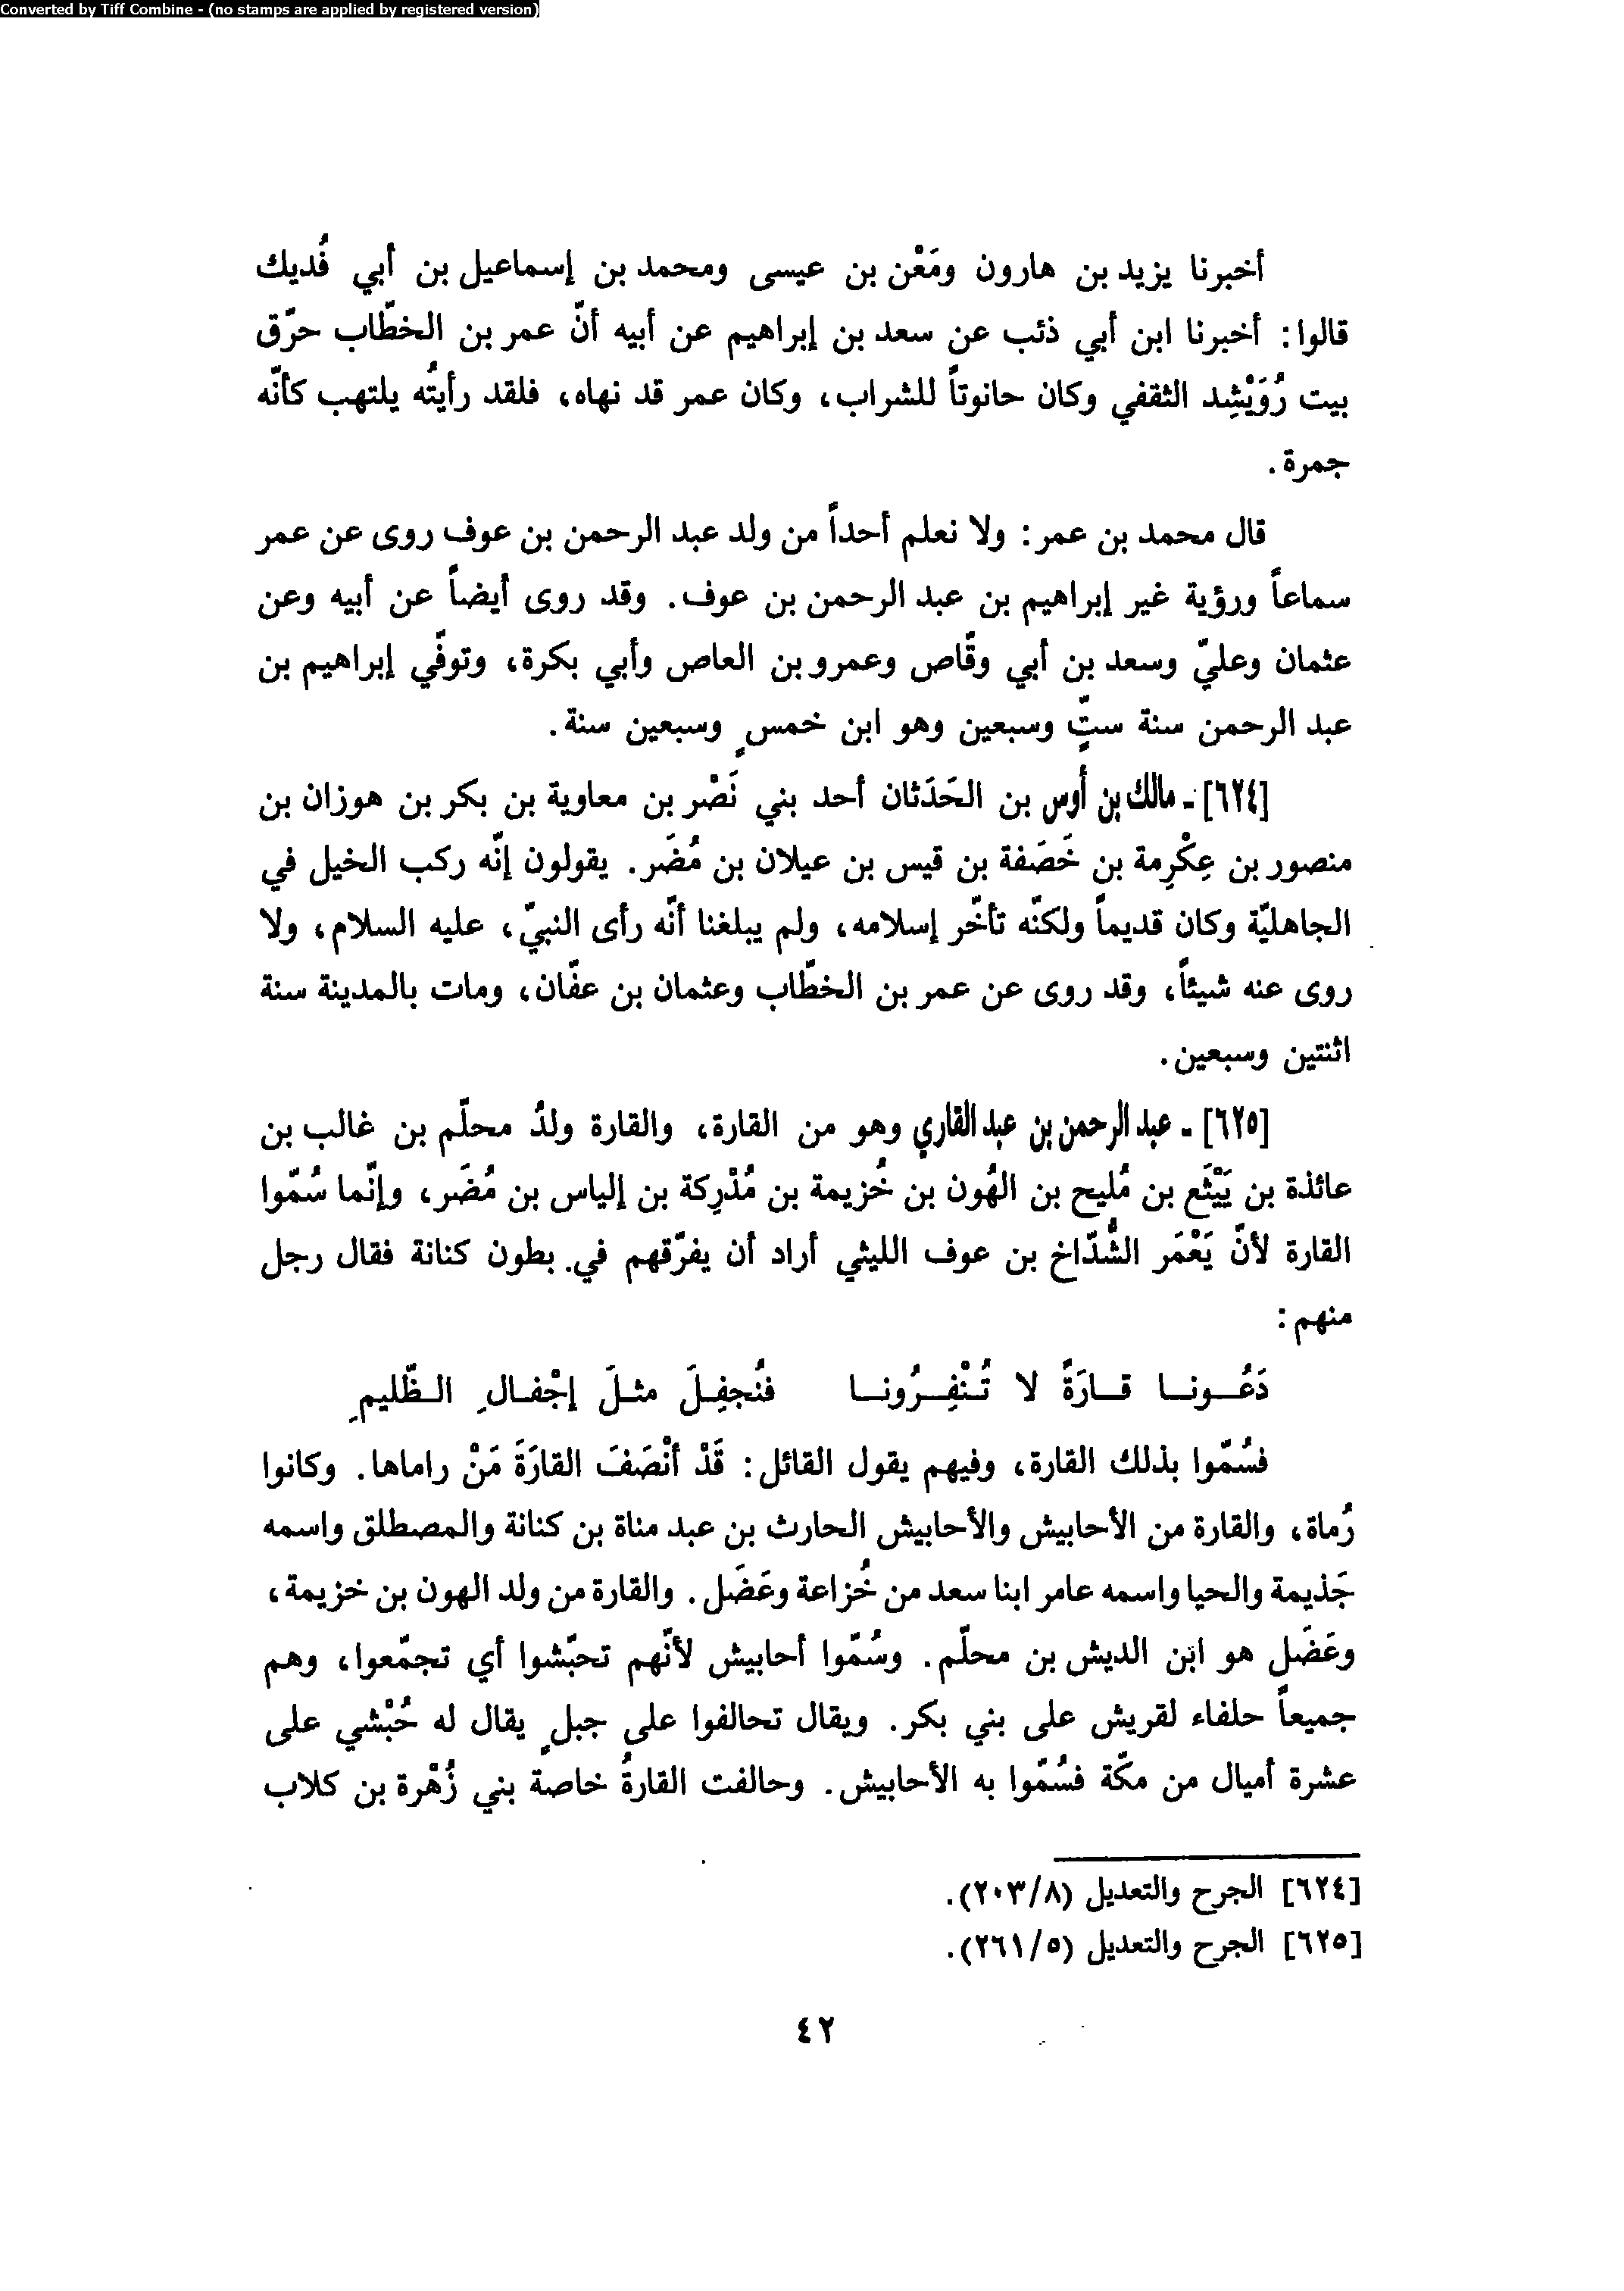 Converted by Tiff Combine - (no stamps are applied by registered version)
أخبرنا يزيد بن هارون ومَعْن بن عيسى ومحمد بن إسماعيل بن أبي فُديك
قالوا: أخبرنا ابن أبي ذئب عن سعد بن إبراهيم عن أبيه أنّ عمر بن الخطّاب حرّق
بيت رُوَيْشِد الثقفي وكان حانوتاً للشراب، وكان عمر قد نهاه، فلقد رأيتُه يلتهب كأنّه
جمرة.
قال محمد بن عمر: ولا نعلم أحداً من ولد عبد الرحمن بن عوف روى عن عمر
سماعاً ورؤية غير إبراهيم بن عبد الرحمن بن عوف. وقد روى أيضاً عن أبيه وعن
عثمان وعليّ وسعد بن أبي وقّاص وعمرو بن العاص وأبي بكرة، وتوفّي إبراهيم بن
عبد الرحمن سنة ستٍّ وسبعين وهو ابن خمسٍ وسبعين سنة.
[٦٢٤] - مالك بن أوس بن الحَدَثان أحد بني نَصْر بن معاوية بن بكر بن هوزان بن
منصور بن عِكْرِمة بن خَصَفة بن قيس بن عيلان بن مُضَر. يقولون إنّه ركب الخيل في
الجاهليّة وكان قديماً ولكنّه تأخّر إسلامه، ولم يبلغنا أنّه رأى النبيّ، عليه السلام، ولا
روى عنه شيئاً، وقد روى عن عمر بن الخطّاب وعثمان بن عفّان، ومات بالمدينة سنة
اثنتين وسبعين.
[٦٢٥] - عبد الرحمن بن عبد القاري وهو من القارة، والقارة ولدُ محلّم بن غالب بن
عائذة بن يَيْثَع بن مُليح بن الهُون بن خُزيمة بن مُدْرِكة بن إلياس بن مُضَر، وإنّما سُمّوا
القارة لأنّ يَعْمَر الشُّدّاخ بن عوف الليثي أراد أن يفرّقهم في بطون كنانة فقال رجل
منهم:
دَعُـونـا قـارَةً لا تُـنْفِـرُونـا     فنُجفِـلَ مثـلَ إجْفـالِ الـظّليمِ
فسُمّوا بذلك القارة، وفيهم يقول القائل: قَدْ أنْصَفَ القارَةَ مَنْ راماها. وكانوا
رُماة، والقارة من الأحابيش والأحابيش الحارث بن عبد مناة بن كنانة والمصطلق واسمه
جَذيمة والحيا واسمه عامر ابنا سعد من خُزاعة وعَضَل. والقارة من ولد الهون بن خزيمة،
وعَضَل هو ابن الديش بن محلّم. وسُمّوا أحابيش لأنّهم تحبّشوا أي تجمّعوا، وهم
جميعاً حلفاء لقريش على بني بكر. ويقال تحالفوا على جبلٍ يقال له حُبْشي على
عشرة أميال من مكّة فسُمّوا به الأحابيش. وحالفت القارةُ خاصة بني زُهْرة بن كلاب
[٦٢٤] الجرح والتعديل (٨/٢٠٣).
[٦٢٥] الجرح والتعديل (٥/٢٦١).
٤٢